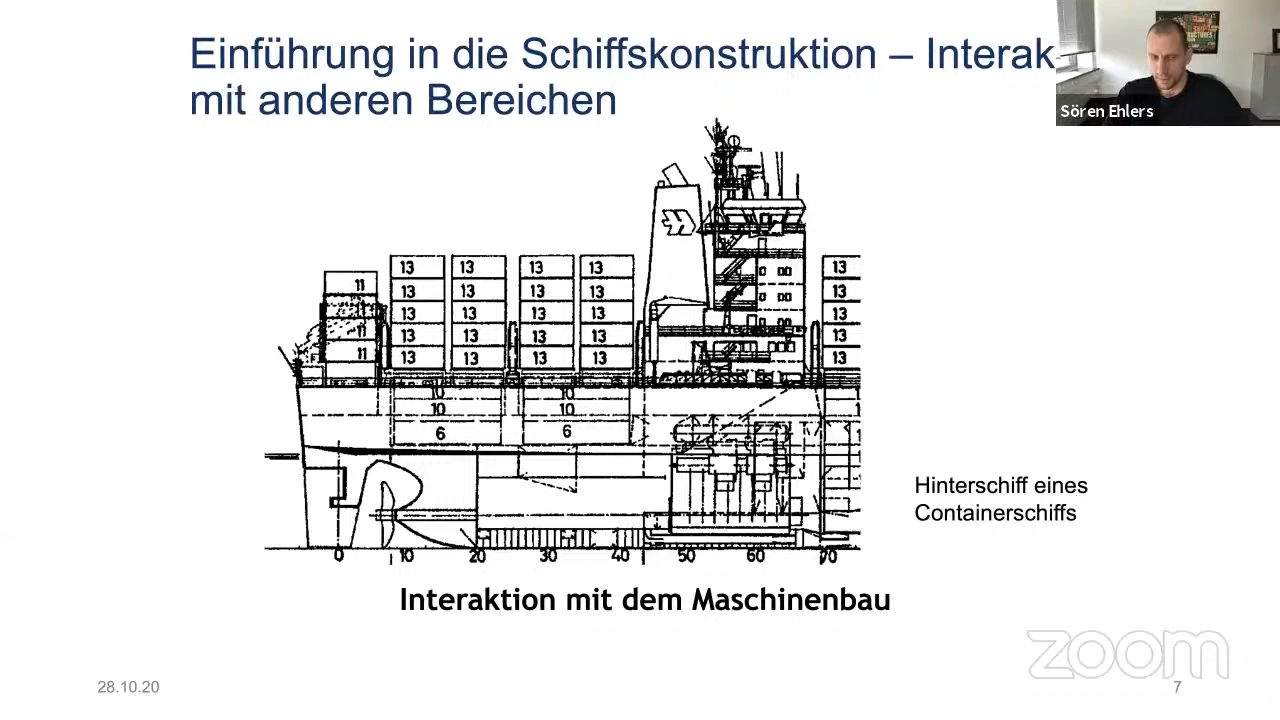 Einführung in die Schiffskonstruktion – Interak
mit anderen Bereichen
Sören Ehlers
13 13 13 13 13
11 13 13 13 13 13
13 13 13 13 13
11 13 13 13 13 13
11 13 13 13 13 13
10 10
10 10
6 6
Hinterschiff eines
Containerschiffs
0 10 20 30 40 50 60 70
Interaktion mit dem Maschinenbau
zoom
28.10.20 7